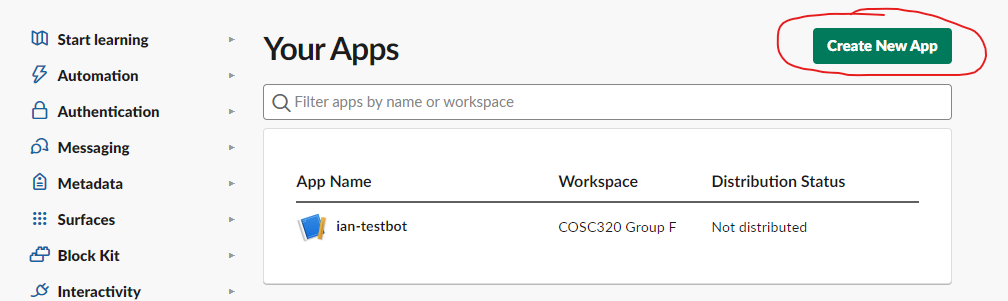 Start learning
Automation
Authentication
Messaging
Metadata
Surfaces
Block Kit
Interactivity
Your Apps
Create New App
Filter apps by name or workspace
App Name Workspace Distribution Status
ian-testbot COSC320 Group F Not distributed